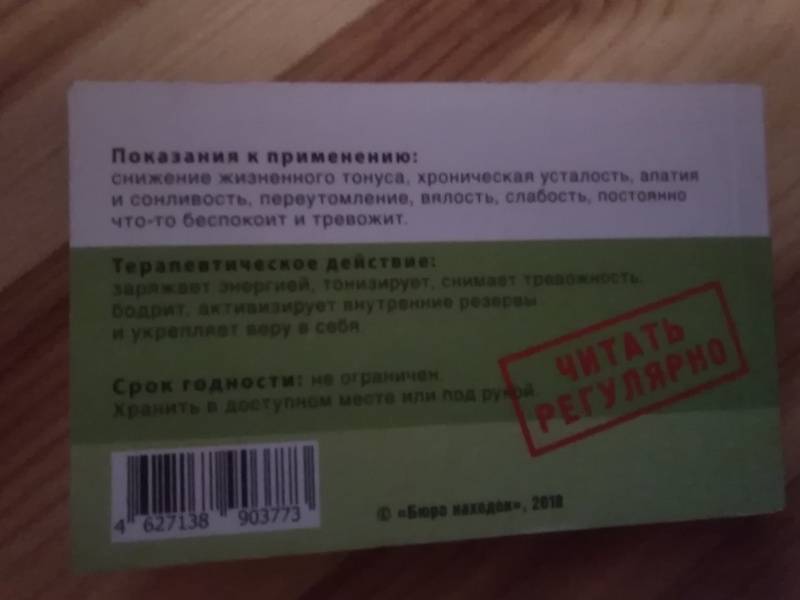 Показания к применению:
снижение жизненного тонуса, хроническая усталость, апатия
и сонливость, переутомление, вялость, слабость, постоянно
что-то беспокоит и тревожит.
Терапевтическое действие:
заряжает энергией, тонизирует, снимает тревожность,
бодрит, активизирует внутренние резервы
и укрепляет веру в себя.
Срок годности: не ограничен.
Хранить в доступном месте или под рукой.
ЧИТАТЬ
РЕГУЛЯРНО
4 627138 903773
© «Бюро находок», 2018